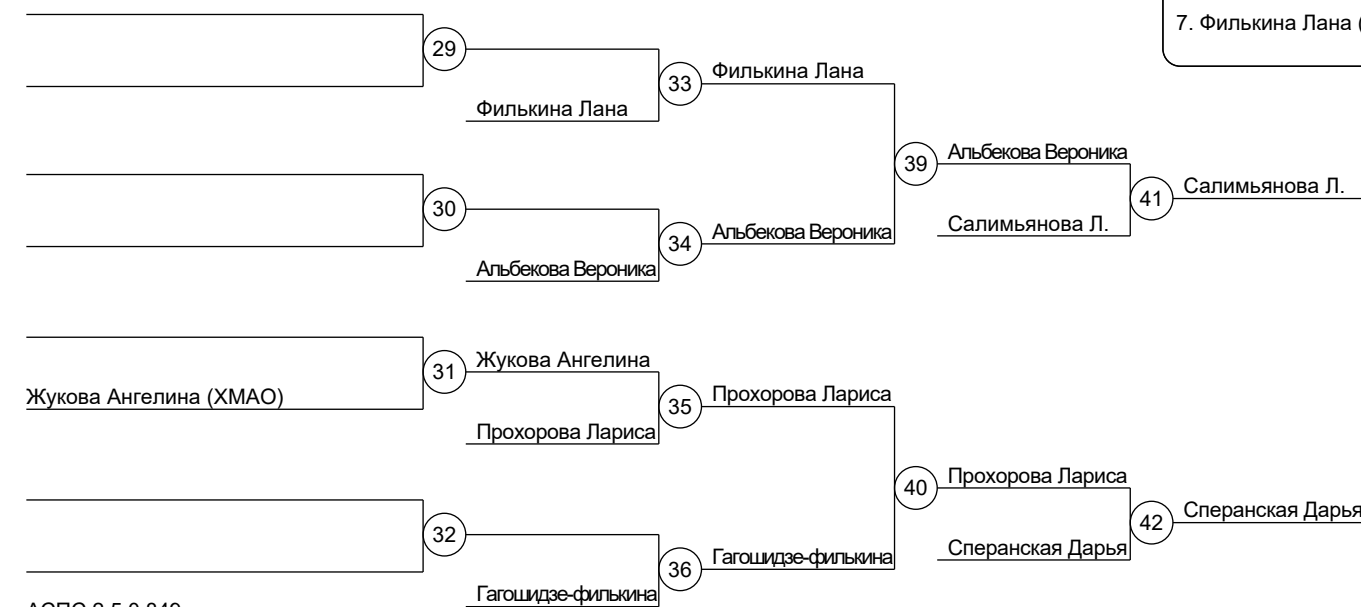 7. Филькина Лана (
29
33
Филькина Лана
Филькина Лана
39
Альбекова Вероника
30
41
Салимьянова Л.
34
Альбекова Вероника
Салимьянова Л.
Альбекова Вероника
31
Жукова Ангелина
Жукова Ангелина (ХМАО)
35
Прохорова Лариса
Прохорова Лариса
40
Прохорова Лариса
32
42
Сперанская Дарья
36
Гагошидзе-филькина
Сперанская Дарья
Гагошидзе-филькина